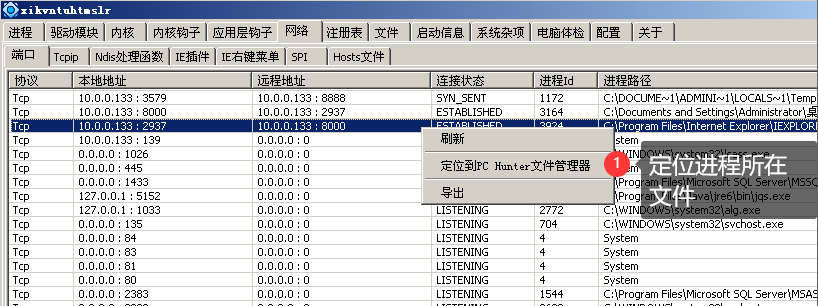 xikvntuhtmslr
进程 驱动模块 内核 内核钩子 应用层钩子 网络 注册表 文件 启动信息 系统杂项 电脑体检 配置 关于
端口 Tcpip Ndis处理函数 IE插件 IE右键菜单 SPI Hosts文件
协议 本地地址 远程地址 连接状态 进程Id 进程路径
Tcp 10.0.0.133 : 3579 10.0.0.133 : 8888 SYN_SENT 1172 C:\DOCUME~1\ADMINI~1\LOCALS~1\Temp
Tcp 10.0.0.133 : 8000 10.0.0.133 : 2937 ESTABLISHED 3164 C:\Documents and Settings\Administrator\桌
Tcp 10.0.0.133 : 2937 10.0.0.133 : 8000 ESTABLISHED 3924 C:\Program Files\Internet Explorer\IEXPLOR
Tcp 10.0.0.133 : 139 0.0.0.0 : 0
Tcp 0.0.0.0 : 1026 0.0.0.0 : 0
Tcp 0.0.0.0 : 445 0.0.0.0 : 0
Tcp 0.0.0.0 : 1433 0.0.0.0 : 0 Program Files\Microsoft SQL Server\MSSQ
Tcp 127.0.0.1 : 5152 0.0.0.0 : 0 \jre6\bin\jqs.exe
Tcp 127.0.0.1 : 1033 0.0.0.0 : 0 LISTENING 2772 C:\WINDOWS\system32\alg.exe
Tcp 0.0.0.0 : 135 0.0.0.0 : 0 LISTENING 704 C:\WINDOWS\system32\svchost.exe
Tcp 0.0.0.0 : 84 0.0.0.0 : 0 LISTENING 4 System
Tcp 0.0.0.0 : 83 0.0.0.0 : 0 LISTENING 4 System
Tcp 0.0.0.0 : 81 0.0.0.0 : 0 LISTENING 4 System
Tcp 0.0.0.0 : 80 0.0.0.0 : 0 LISTENING 4 System
Tcp 0.0.0.0 : 2383 0.0.0.0 : 0 LISTENING 1544 C:\Program Files\Microsoft SQL Server\MSAS
刷新
定位到PC Hunter文件管理器
导出
1
定位进程所在
文件